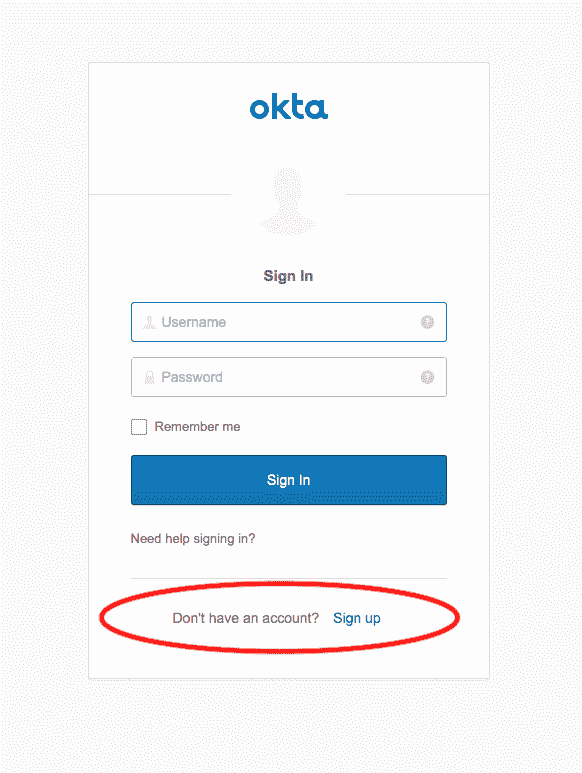 okta
Sign In
Username
Password
Remember me
Sign In
Need help signing in?
Don't have an account? Sign up